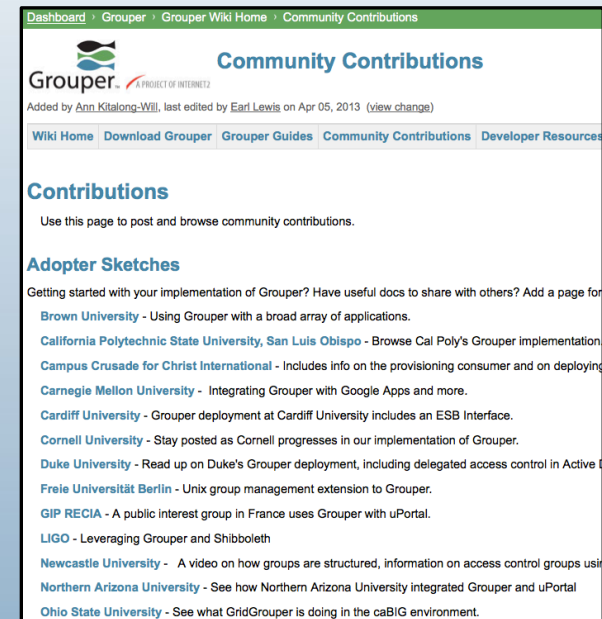 Dashboard › Grouper › Grouper Wiki Home › Community Contributions
Community Contributions
Grouper™ A PROJECT OF INTERNET2
Added by Ann Kitalong-Will, last edited by Earl Lewis on Apr 05, 2013 (view change)
Wiki Home Download Grouper Grouper Guides Community Contributions Developer Resources
Contributions
Use this page to post and browse community contributions.
Adopter Sketches
Getting started with your implementation of Grouper? Have useful docs to share with others? Add a page for
Brown University - Using Grouper with a broad array of applications.
California Polytechnic State University, San Luis Obispo - Browse Cal Poly's Grouper implementation.
Campus Crusade for Christ International - Includes info on the provisioning consumer and on deploying
Carnegie Mellon University - Integrating Grouper with Google Apps and more.
Cardiff University - Grouper deployment at Cardiff University includes an ESB Interface.
Cornell University - Stay posted as Cornell progresses in our implementation of Grouper.
Duke University - Read up on Duke's Grouper deployment, including delegated access control in Active
Freie Universität Berlin - Unix group management extension to Grouper.
GIP RECIA - A public interest group in France uses Grouper with uPortal.
LIGO - Leveraging Grouper and Shibboleth
Newcastle University - A video on how groups are structured, information on access control groups
Northern Arizona University - See how Northern Arizona University integrated Grouper and uPortal
Ohio State University - See what GridGrouper is doing in the caBIG environment.